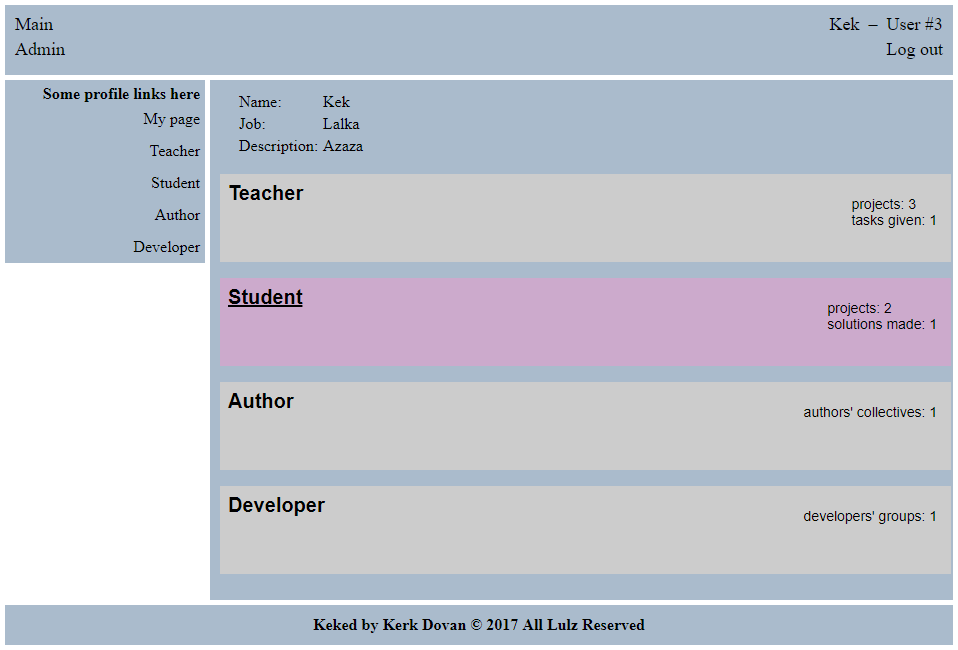 Main
Admin
Kek – User #3
Log out
Some profile links here
My page
Teacher
Student
Author
Developer
Name: Kek
Job: Lalka
Description: Azaza
Teacher
projects: 3
tasks given: 1
Student
projects: 2
solutions made: 1
Author
authors' collectives: 1
Developer
developers' groups: 1
Keked by Kerk Dovan © 2017 All Lulz Reserved